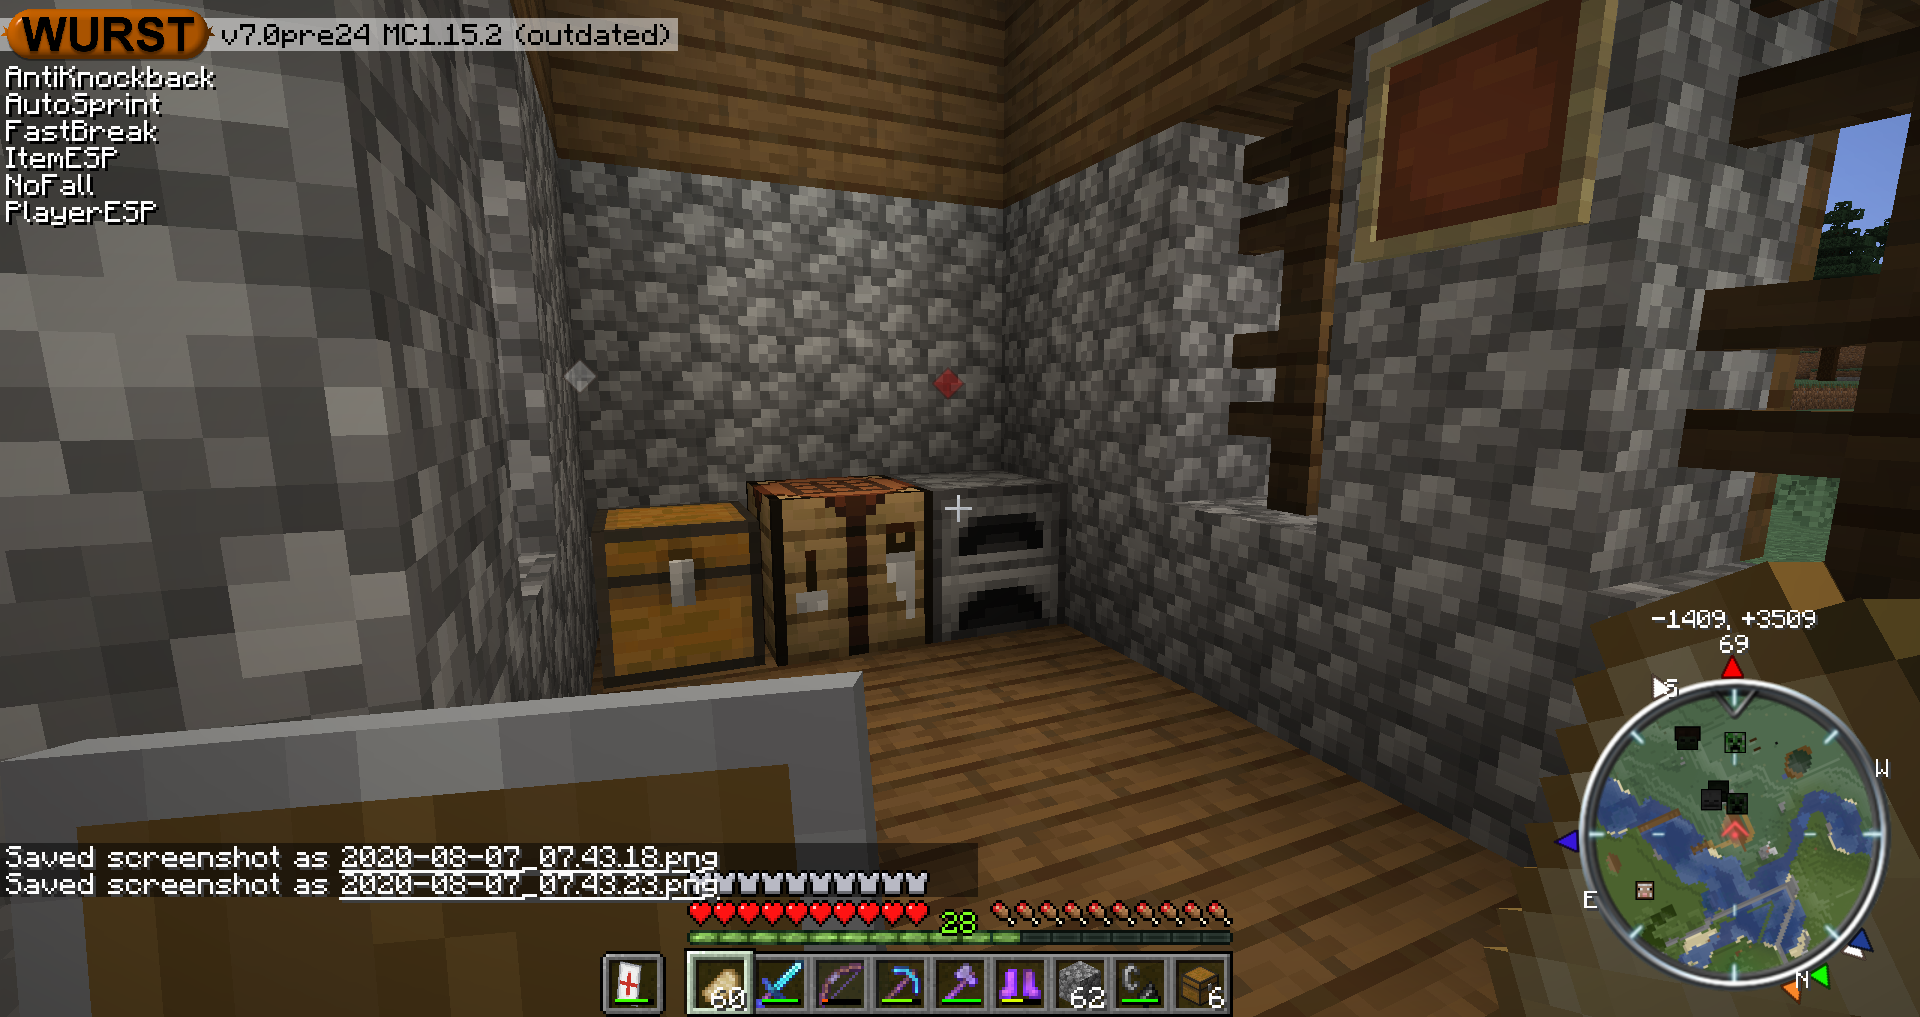 WURST v7.0pre24 MC1.15.2 (outdated)
AntiKnockback
AutoSprint
FastBreak
ItemESP
NoFall
PlayerESP
-1409, +3509
69
S
W
E
N
Saved screenshot as 2020-08-07_07.43.18.png
Saved screenshot as 2020-08-07_07.43.23.png
28
60
62
6